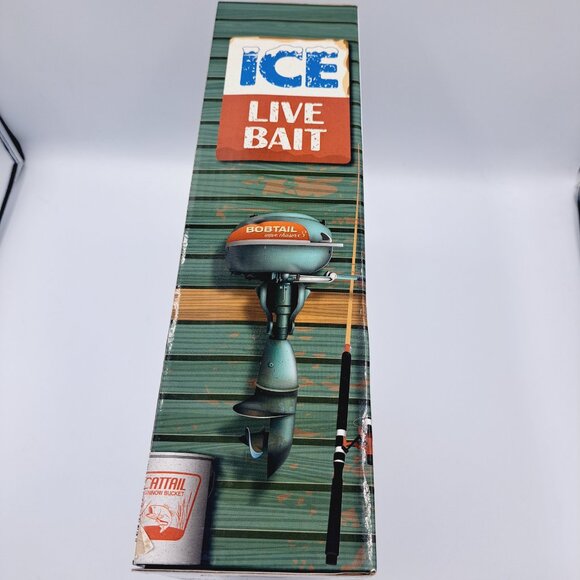 ICE
LIVE
BAIT
BOBTAIL
CATTAIL
MINNOW BUCKET